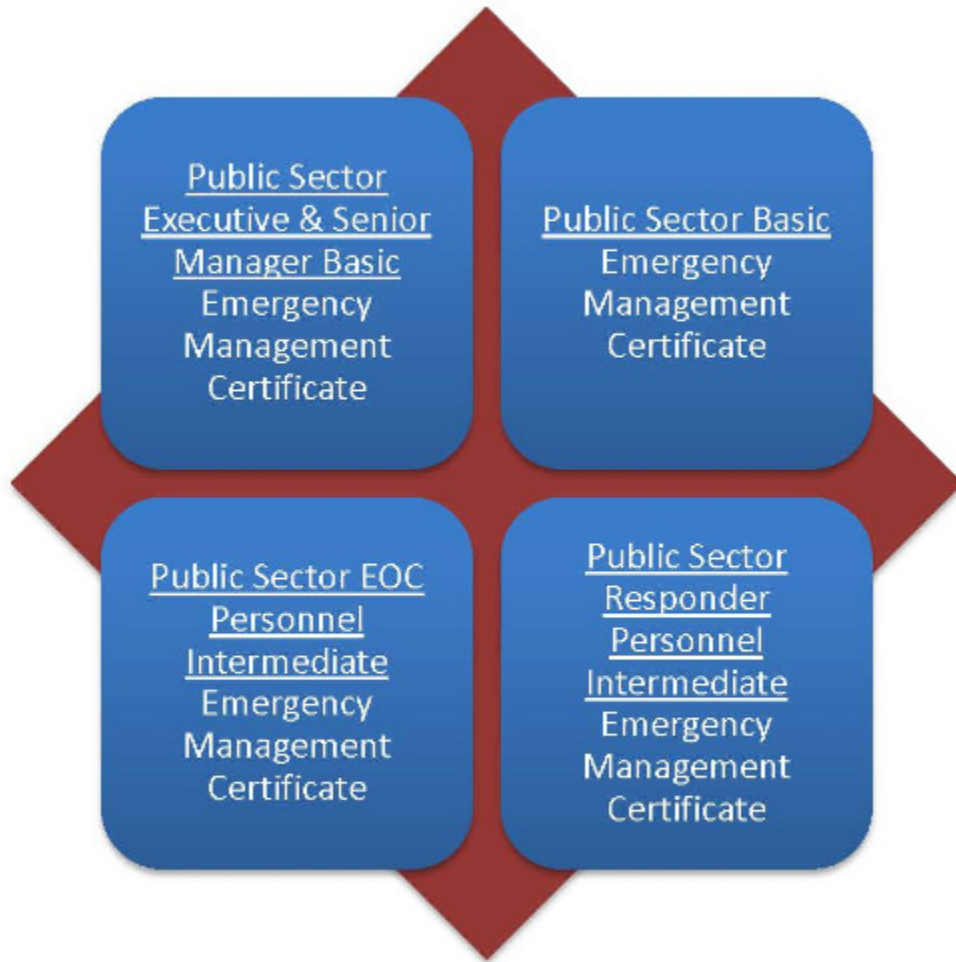 Public Sector
Executive & Senior
Manager Basic
Emergency
Management
Certificate
Public Sector Basic
Emergency
Management
Certificate
Public Sector EOC
Personnel
Intermediate
Emergency
Management
Certificate
Public Sector
Responder
Personnel
Intermediate
Emergency
Management
Certificate